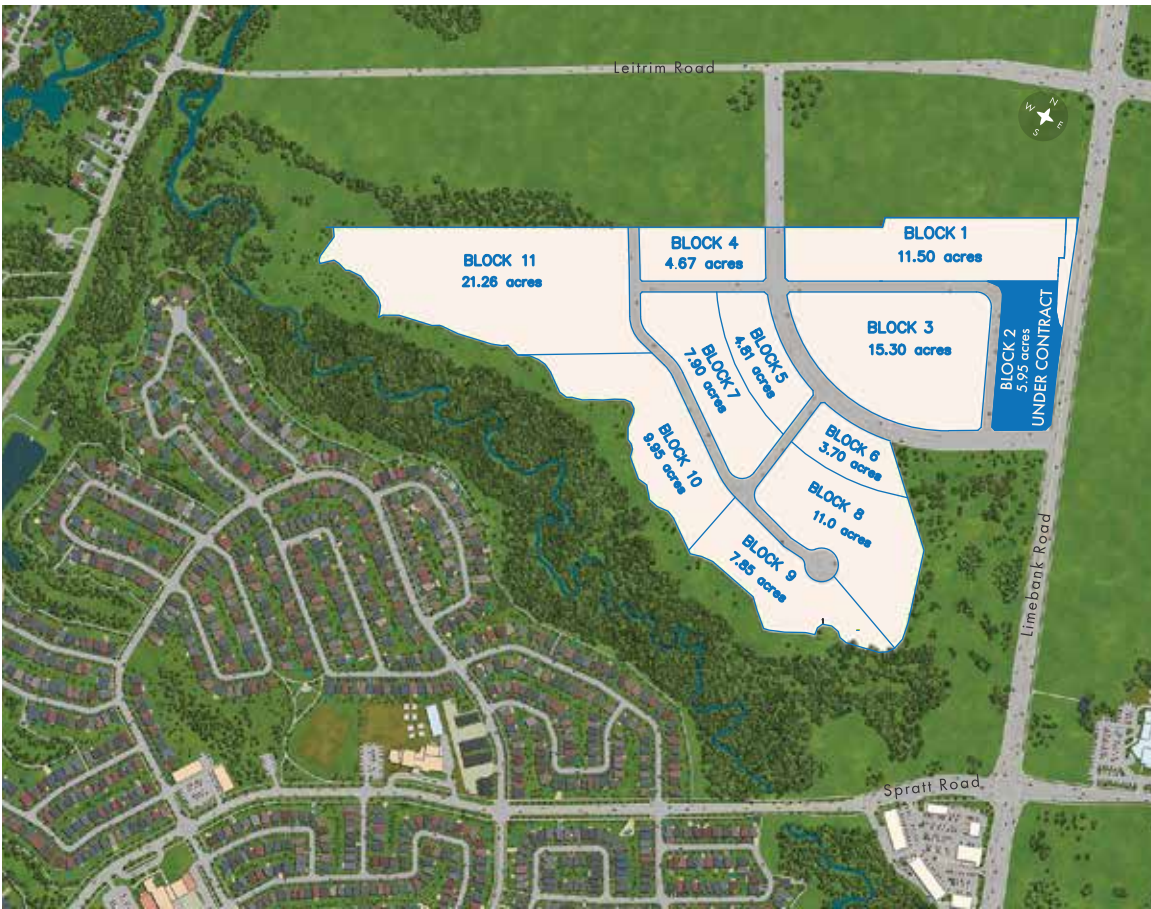 Leitrim Road
N
W
E
S
BLOCK 1
11.50 acres
BLOCK 4
4.67 acres
BLOCK 11
21.26 acres
BLOCK 3
15.30 acres
BLOCK 2
5.95 acres
UNDER CONTRACT
BLOCK 5
4.81 acres
BLOCK 7
7.90 acres
BLOCK 6
3.70 acres
BLOCK 10
9.95 acres
BLOCK 8
11.0 acres
BLOCK 9
7.85 acres
1
Limebank Road
Spratt Road